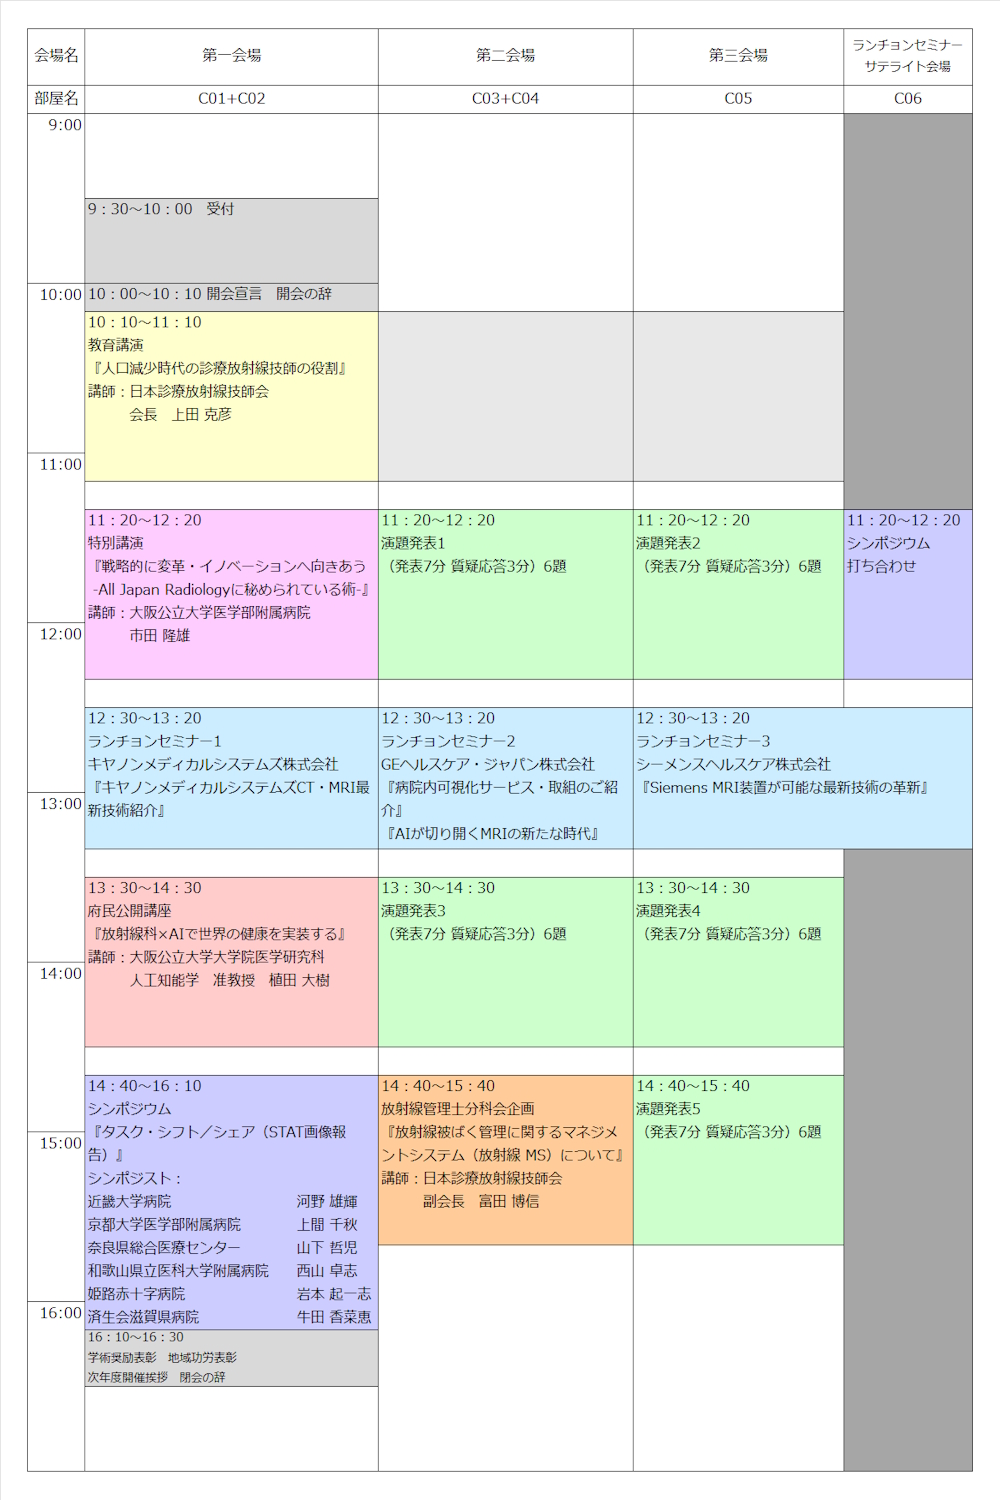 会場名
第一会場
第二会場
第三会場
ランチョンセミナー
サテライト会場
部屋名
C01+C02
C03+C04
C05
C06
9:00
9：30～10：00　受付
10:00
10：00～10：10 開会宣言　開会の辞
10：10～11：10
教育講演
『人口減少時代の診療放射線技師の役割』
講師：日本診療放射線技師会
会長　上田 克彦
11:00
11：20～12：20
特別講演
『戦略的に変革・イノベーションへ向きあう
-All Japan Radiologyに秘められている術-』
講師：大阪公立大学医学部附属病院
市田 隆雄
11：20～12：20
演題発表1
（発表7分 質疑応答3分）6題
11：20～12：20
演題発表2
（発表7分 質疑応答3分）6題
11：20～12：20
シンポジウム
打ち合わせ
12:00
12：30～13：20
ランチョンセミナー1
キヤノンメディカルシステムズ株式会社
『キヤノンメディカルシステムズCT・MRI最
新技術紹介』
12：30～13：20
ランチョンセミナー2
GEヘルスケア・ジャパン株式会社
『病院内可視化サービス・取組のご紹
介』
『AIが切り開くMRIの新たな時代』
12：30～13：20
ランチョンセミナー3
シーメンスヘルスケア株式会社
『Siemens MRI装置が可能な最新技術の革新』
13:00
13：30～14：30
府民公開講座
『放射線科×AIで世界の健康を実装する』
講師：大阪公立大学大学院医学研究科
人工知能学　准教授　植田 大樹
13：30～14：30
演題発表3
（発表7分 質疑応答3分）6題
13：30～14：30
演題発表4
（発表7分 質疑応答3分）6題
14:00
14：40～16：10
シンポジウム
『タスク・シフト／シェア（STAT画像報
告）』
シンポジスト：
近畿大学病院　河野 雄輝
京都大学医学部附属病院　上間 千秋
奈良県総合医療センター　山下 哲児
和歌山県立医科大学附属病院　西山 卓志
姫路赤十字病院　岩本 起一志
済生会滋賀県病院　牛田 香菜恵
14：40～15：40
放射線管理士分科会企画
『放射線被ばく管理に関するマネジメ
ントシステム（放射線 MS）について』
講師：日本診療放射線技師会
副会長　富田 博信
14：40～15：40
演題発表5
（発表7分 質疑応答3分）6題
15:00
16:00
16：10～16：30
学術奨励表彰　地域功労表彰
次年度開催挨拶　閉会の辞